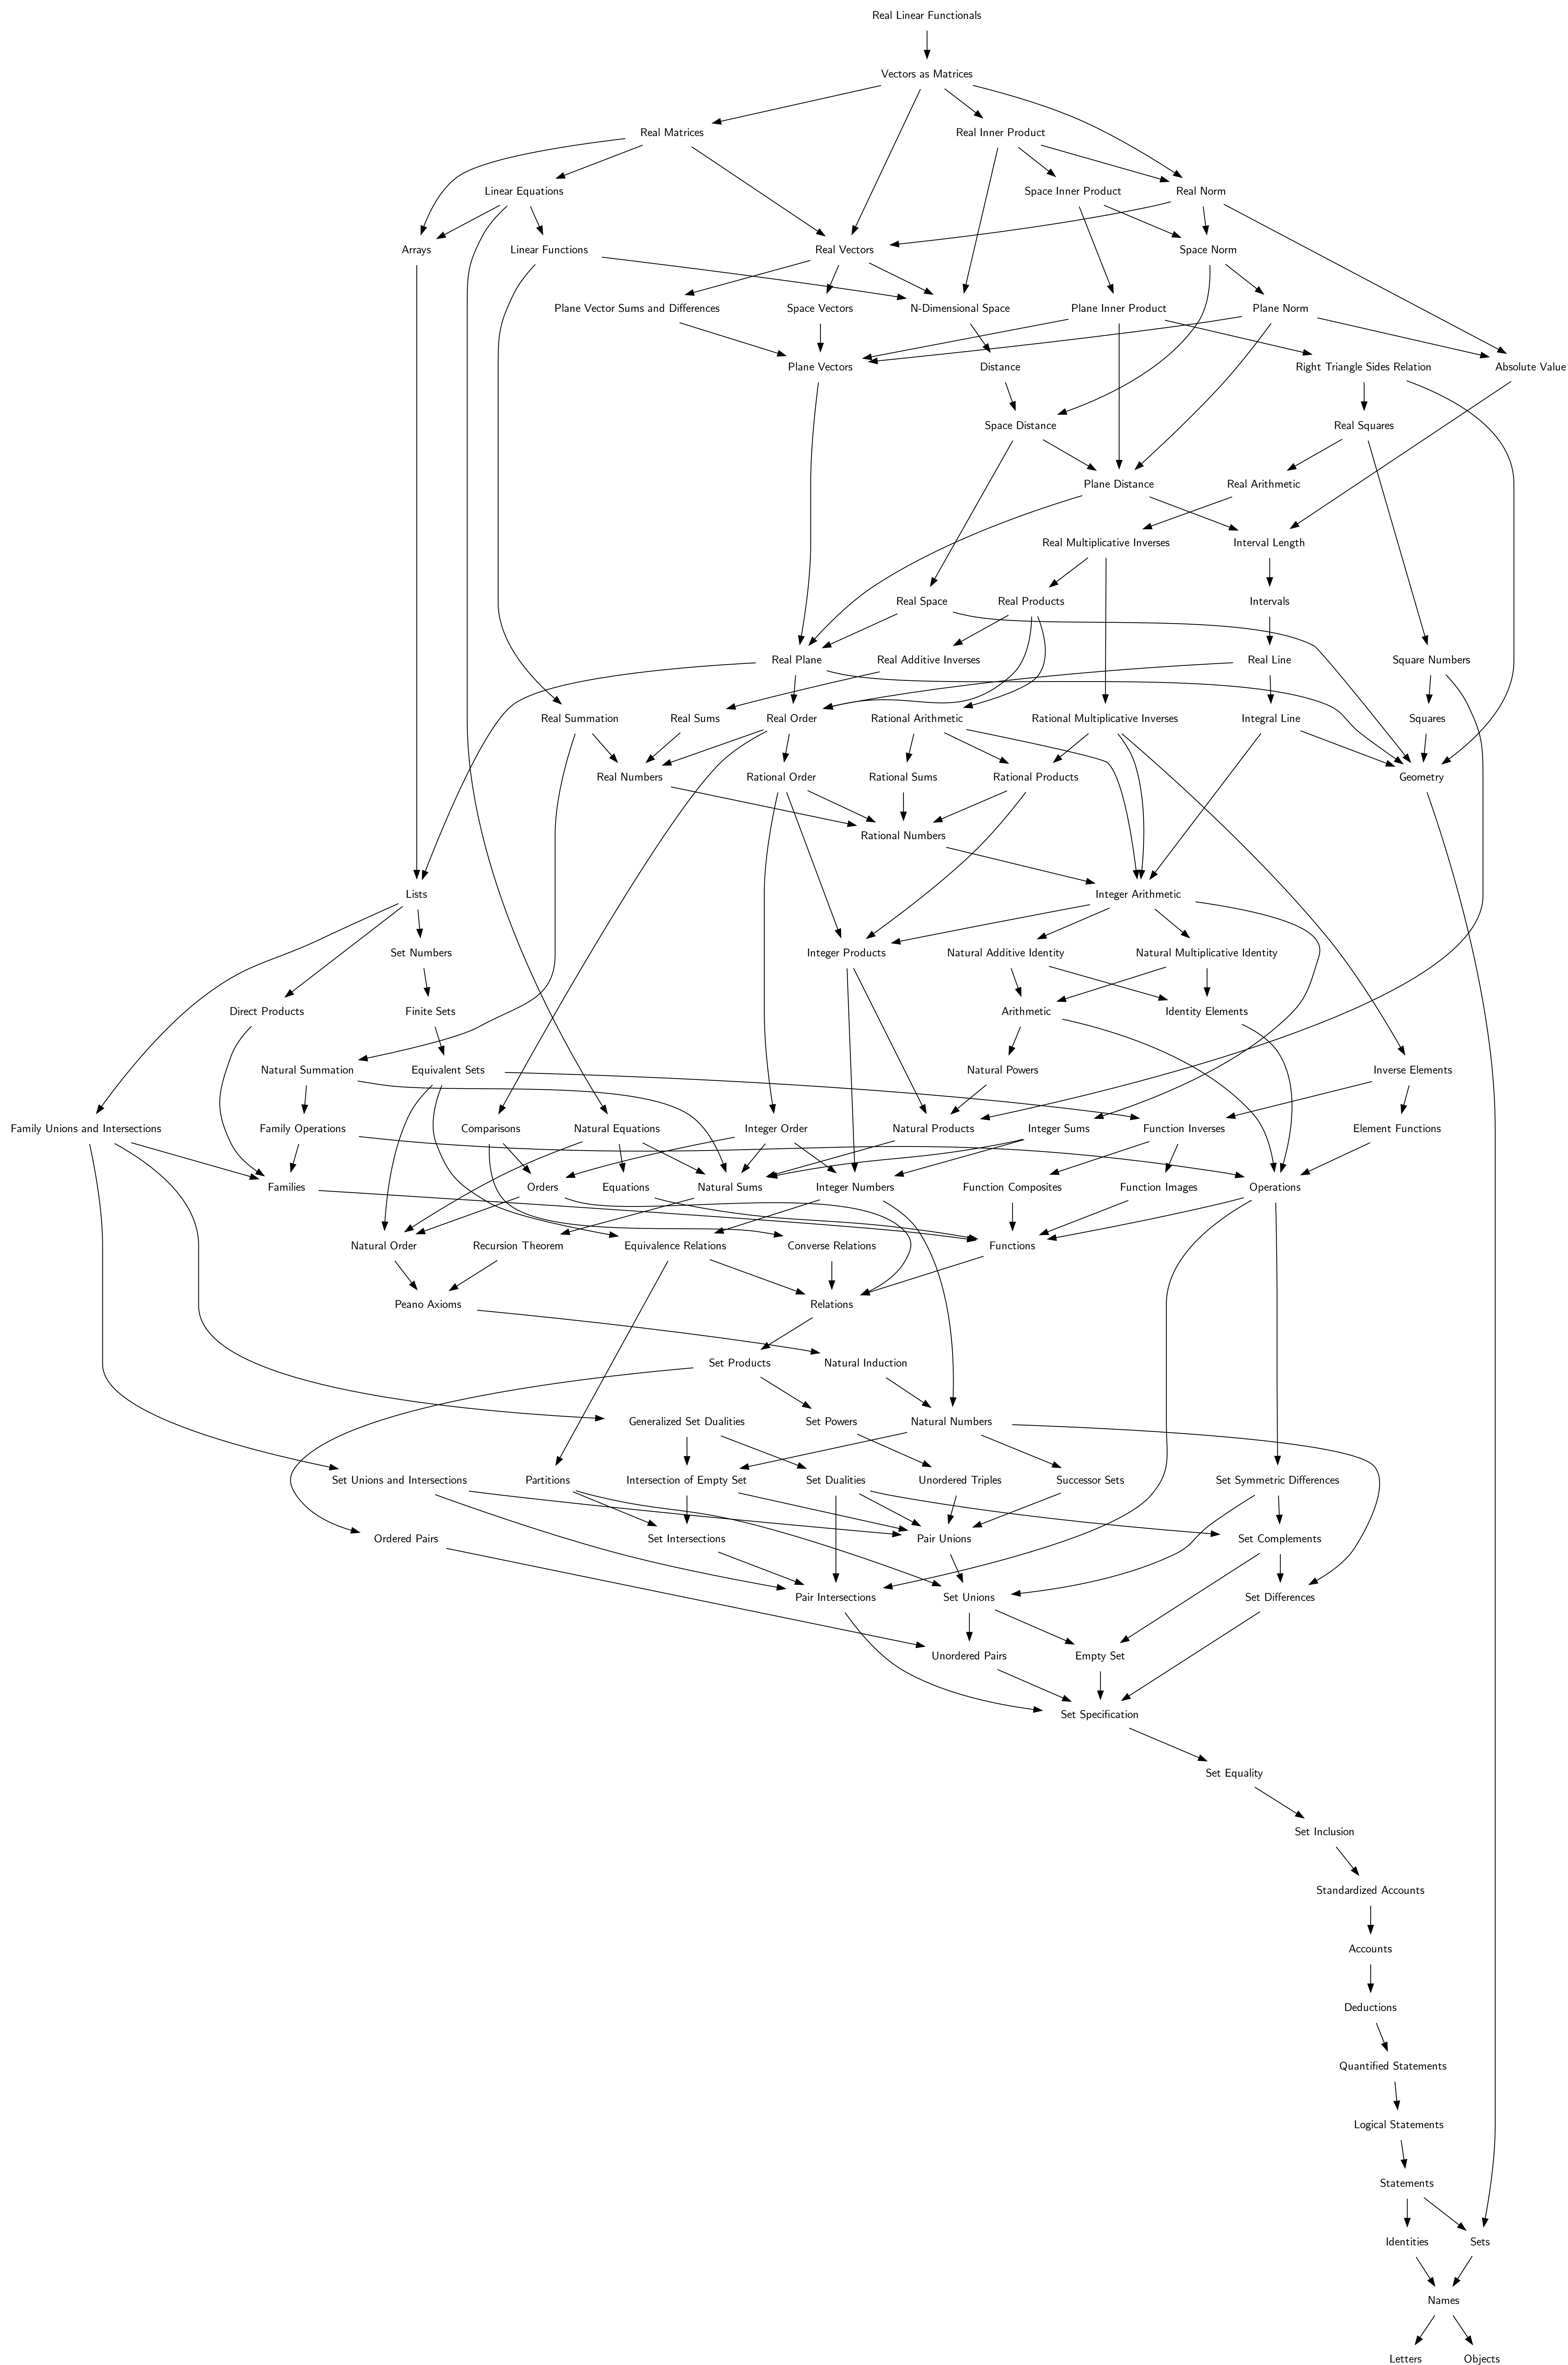 Real Linear Functionals
Vectors as Matrices
Real Matrices
Real Inner Product
Linear Equations
Space Inner Product
Real Norm
Arrays
Linear Functions
Real Vectors
Space Norm
Plane Vector Sums and Differences
Space Vectors
N-Dimensional Space
Plane Inner Product
Plane Norm
Plane Vectors
Distance
Right Triangle Sides Relation
Absolute Value
Space Distance
Real Squares
Plane Distance
Real Arithmetic
Real Multiplicative Inverses
Interval Length
Real Space
Real Products
Intervals
Real Plane
Real Additive Inverses
Real Line
Square Numbers
Real Summation
Real Sums
Real Order
Rational Arithmetic
Rational Multiplicative Inverses
Integral Line
Squares
Real Numbers
Rational Order
Rational Sums
Rational Products
Geometry
Rational Numbers
Lists
Integer Arithmetic
Set Numbers
Integer Products
Natural Additive Identity
Natural Multiplicative Identity
Direct Products
Finite Sets
Arithmetic
Identity Elements
Natural Summation
Equivalent Sets
Natural Powers
Inverse Elements
Family Unions and Intersections
Family Operations
Comparisons
Natural Equations
Integer Order
Natural Products
Integer Sums
Function Inverses
Element Functions
Families
Orders
Equations
Natural Sums
Integer Numbers
Function Composites
Function Images
Operations
Natural Order
Recursion Theorem
Equivalence Relations
Converse Relations
Functions
Peano Axioms
Relations
Set Products
Natural Induction
Generalized Set Dualities
Set Powers
Natural Numbers
Set Unions and Intersections
Partitions
Intersection of Empty Set
Set Dualities
Unordered Triples
Successor Sets
Set Symmetric Differences
Ordered Pairs
Set Intersections
Pair Unions
Set Complements
Pair Intersections
Set Unions
Set Differences
Unordered Pairs
Empty Set
Set Specification
Set Equality
Set Inclusion
Standardized Accounts
Accounts
Deductions
Quantified Statements
Logical Statements
Statements
Identities
Sets
Names
Letters
Objects